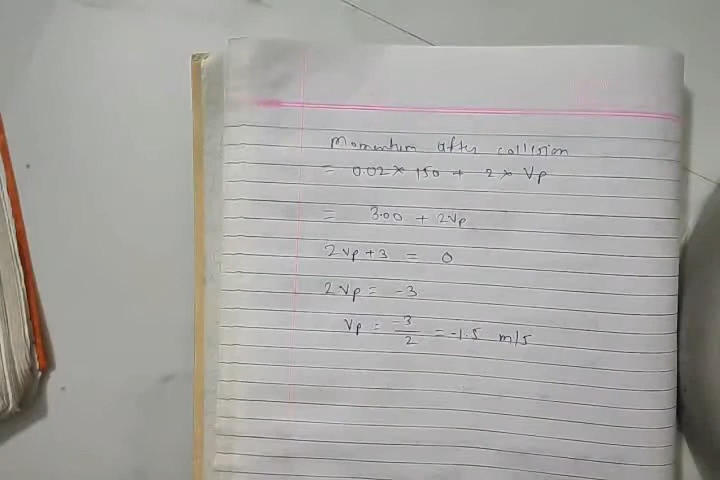 Momentum after collision
= 0.02 × 150 + 2 × Vp
= 3.00 + 2Vp
2Vp + 3 = 0
2Vp = -3
Vp = -3/2 = -1.5 m/s